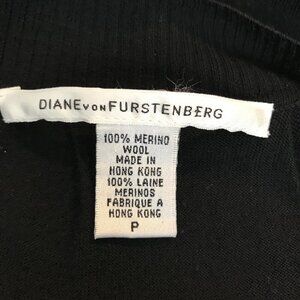 DIANE VON FURSTENBERG
100% MERINO
WOOL
MADE IN
HONG KONG
100% LAINE
MERINOS
FABRIQUE A
HONG KONG
P